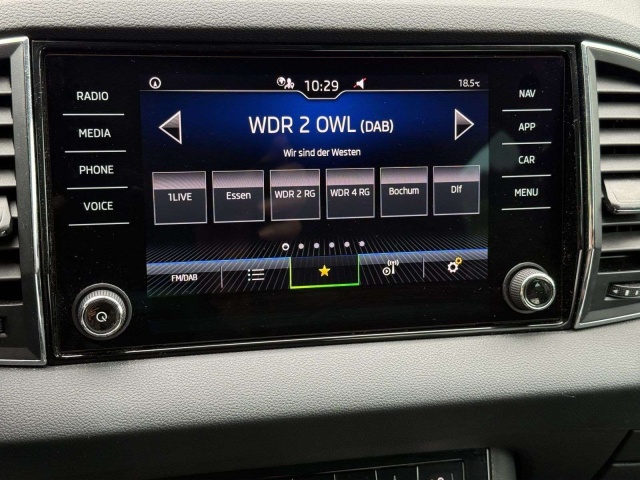 RADIO
MEDIA
PHONE
VOICE
10:29
18.5°C
WDR 2 OWL (DAB)
Wir sind der Westen
1LIVE
Essen
WDR 2 RG
WDR 4 RG
Bochum
Dlf
FM/DAB
NAV
APP
CAR
MENU